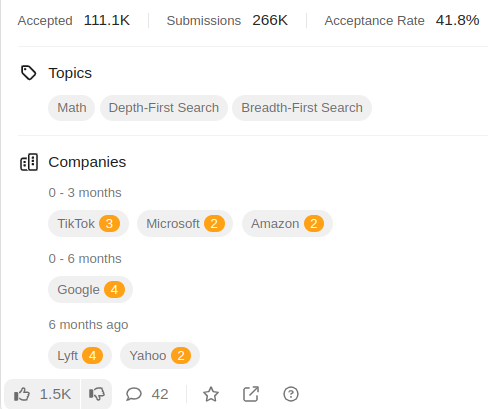 Accepted 111.1K Submissions 266K Acceptance Rate 41.8%
Topics
Math Depth-First Search Breadth-First Search
Companies
0 - 3 months
TikTok 3 Microsoft 2 Amazon 2
0 - 6 months
Google 4
6 months ago
Lyft 4 Yahoo 2
1.5K 42 ?